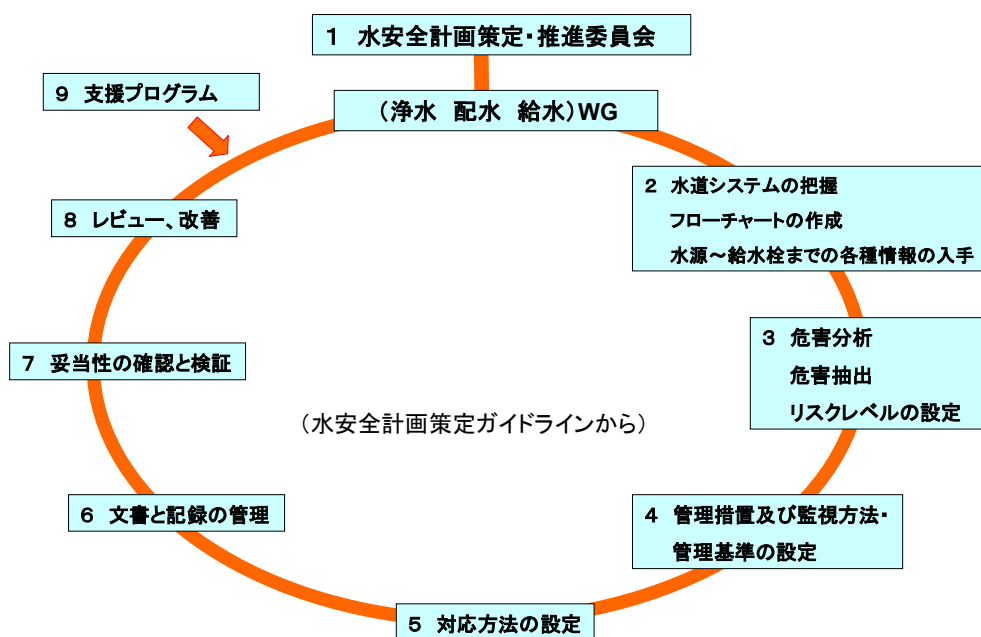 1 水安全計画策定・推進委員会
9 支援プログラム
(浄水 配水 給水)WG
2 水道システムの把握
フローチャートの作成
水源～給水栓までの各種情報の入手
8 レビュー、改善
3 危害分析
危害抽出
リスクレベルの設定
7 妥当性の確認と検証
(水安全計画策定ガイドラインから)
6 文書と記録の管理
4 管理措置及び監視方法・
管理基準の設定
5 対応方法の設定